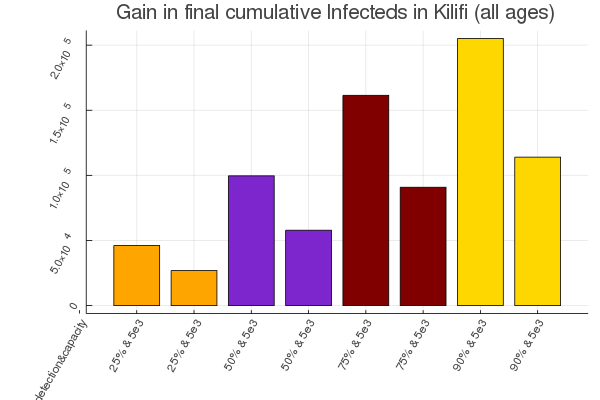 Gain in final cumulative Infecteds in Kilifi (all ages)
2.0×10 5
1.5×10 5
1.0×10 5
5.0×10 4
0
detection&capacity
25% & 5e3
25% & 5e3
50% & 5e3
50% & 5e3
75% & 5e3
75% & 5e3
90% & 5e3
90% & 5e3